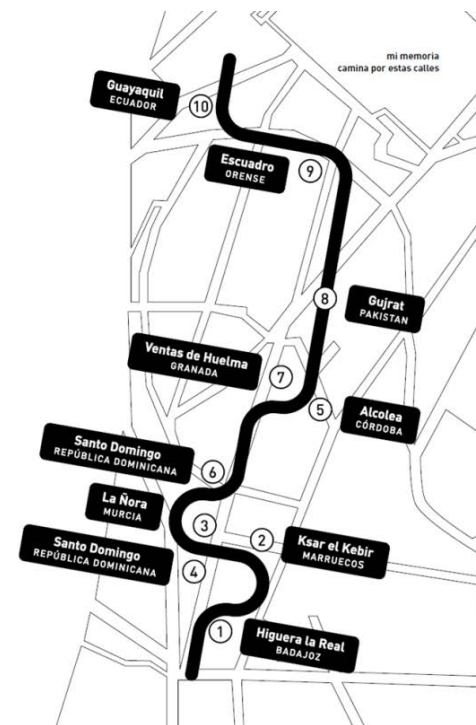 mi memoria
camina por estas calles
Guayaquil
ECUADOR
10
Escuadro
ORENSE
9
8
Gujrat
PAKISTAN
Ventas de Huelma
GRANADA
7
5
Alcolea
CÓRDOBA
Santo Domingo
REPÚBLICA DOMINICANA
6
La Ñora
MURCIA
3
2
Ksar el Kebir
MARRUECOS
Santo Domingo
REPÚBLICA DOMINICANA
4
1
Higuera la Real
BADAJOZ